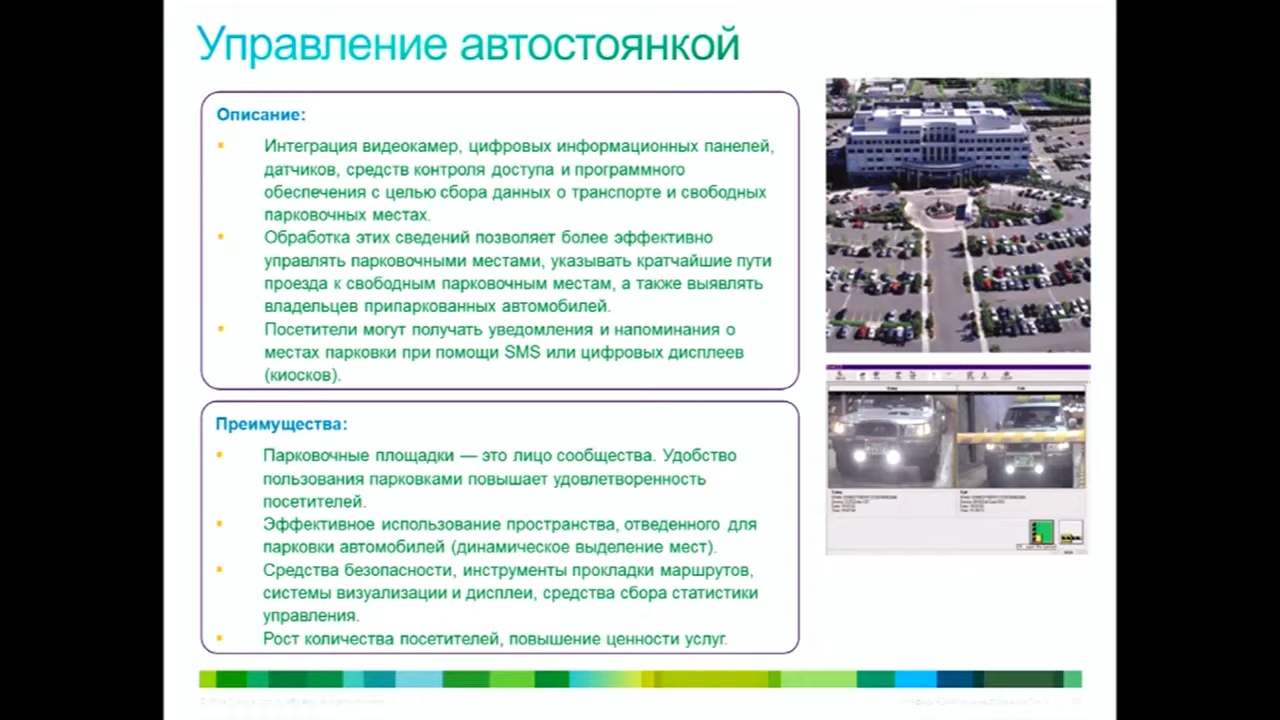 Управление автостоянкой
Описание:
Интеграция видеокамер, цифровых информационных панелей,
датчиков, средств контроля доступа и программного
обеспечения с целью сбора данных о транспорте и свободных
парковочных местах.
Обработка этих сведений позволяет более эффективно
управлять парковочными местами, указывать кратчайшие пути
проезда к свободным парковочным местам, а также выявлять
владельцев припаркованных автомобилей.
Посетители могут получать уведомления и напоминания о
местах парковки при помощи SMS или цифровых дисплеев
(киосков).
Преимущества:
Парковочные площадки — это лицо сообщества. Удобство
пользования парковками повышает удовлетворенность
посетителей.
Эффективное использование пространства, отведенного для
парковки автомобилей (динамическое выделение мест).
Средства безопасности, инструменты прокладки маршрутов,
системы визуализации и дисплеи, средства сбора статистики
управления.
Рост количества посетителей, повышение ценности услуг.